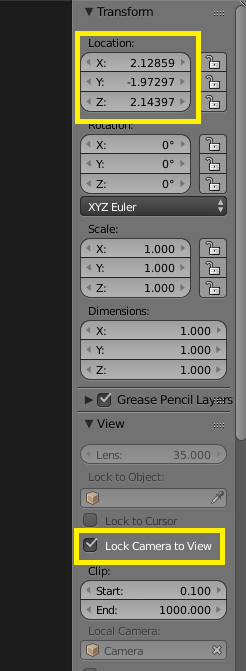 Transform
Location:
X: 2.12859
Y: -1.97297
Z: 2.14397
Rotation:
X: 0°
Y: 0°
Z: 0°
XYZ Euler
Scale:
X: 1.000
Y: 1.000
Z: 1.000
Dimensions:
X: 1.000
Y: 1.000
Z: 1.000
Grease Pencil Layers
View
Lens: 35.000
Lock to Object:
Lock to Cursor
Lock Camera to View
Clip:
Start: 0.100
End: 1000.000
Local Camera:
Camera